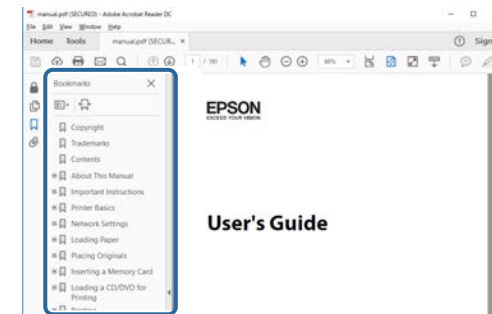 manual.pdf (SECURED) - Adobe Acrobat Reader DC
File Edit View Window Help
Home Tools manual.pdf (SECUR... × Sign
1 / 191
Bookmarks
Copyright
Trademarks
Contents
About This Manual
Important Instructions
Printer Basics
Network Settings
Loading Paper
Placing Originals
Inserting a Memory Card
Loading a CD/DVD for
Printing
EPSON
EXCEED YOUR VISION
User's Guide